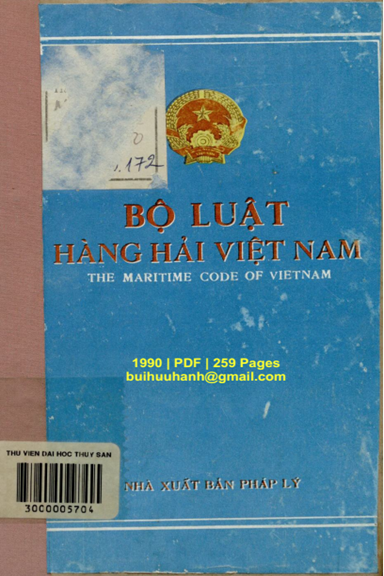 172
BỘ LUẬT
HÀNG HẢI VIỆT NAM
THE MARITIME CODE OF VIETNAM
1990 | PDF | 259 Pages
buihuuhanh@gmail.com
THU VIEN DAI HOC THUY SAN
3000005704
NHÀ XUẤT BẢN PHÁP LÝ